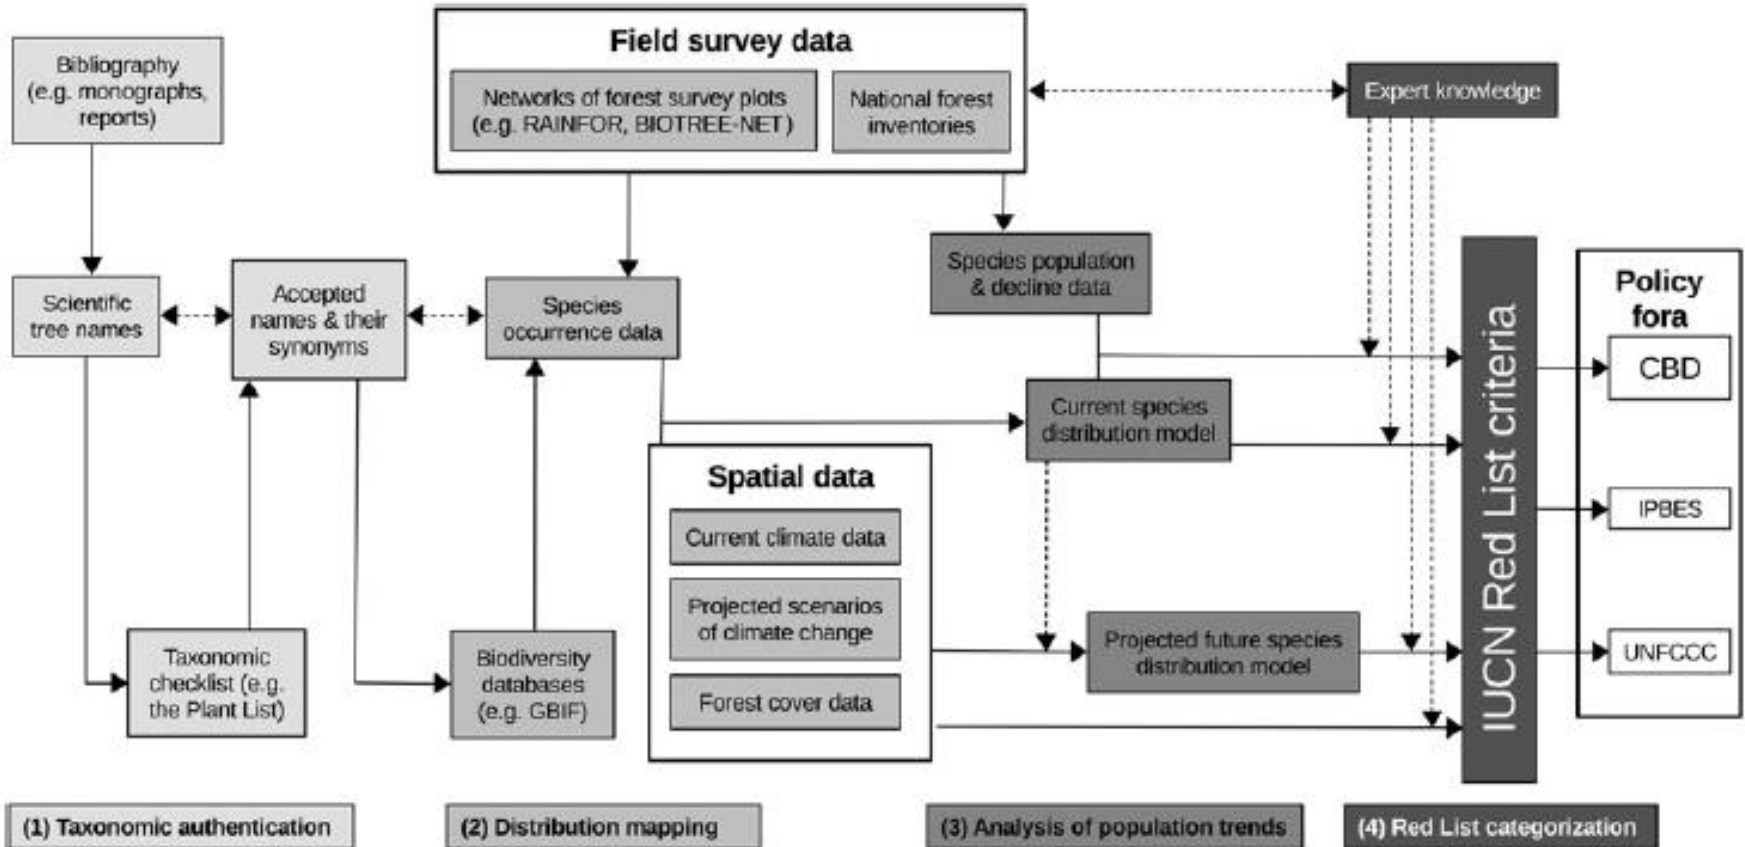 Bibliography
(e.g. monographs,
reports)
Field survey data
Networks of forest survey plots
(e.g. RAINFOR, BIOTREE-NET)
National forest
inventories
Expert knowledge
Scientific
tree names
Accepted
names & their
synonyms
Species
occurrence data
Species population
& decline data
Current species
distribution model
Spatial data
Current climate data
Projected scenarios
of climate change
Forest cover data
Taxonomic
checklist (e.g.
the Plant List)
Biodiversity
databases
(e.g. GBIF)
Projected future species
distribution model
IUCN Red List criteria
Policy
fora
CBD
IPBES
UNFCCC
(1) Taxonomic authentication
(2) Distribution mapping
(3) Analysis of population trends
(4) Red List categorization